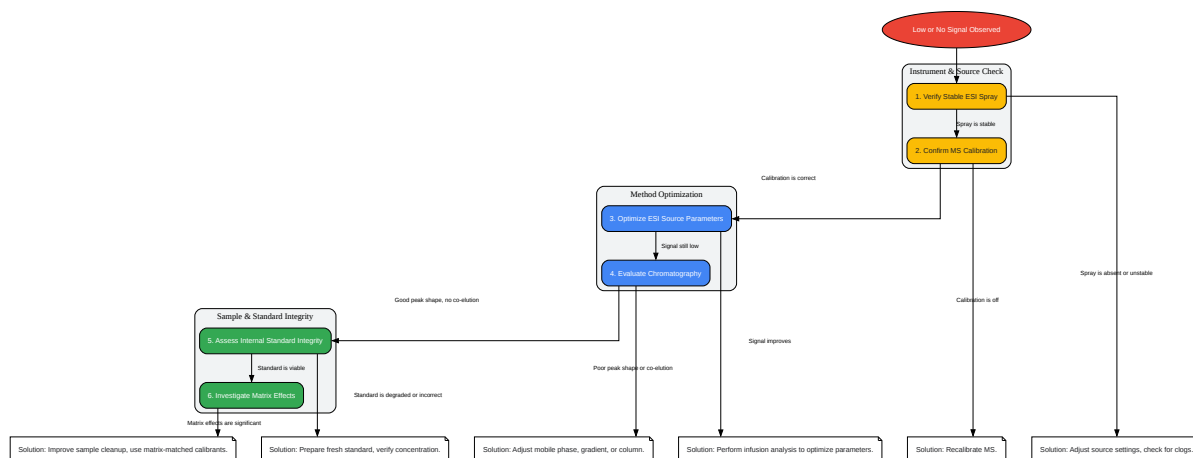 Low or No Signal Observed
Instrument & Source Check
1. Verify Stable ESI Spray
Spray is stable
2. Confirm MS Calibration
Calibration is correct
Method Optimization
3. Optimize ESI Source Parameters
Signal still low
4. Evaluate Chromatography
Spray is absent or unstable
Good peak shape, no co-elution
Calibration is off
Sample & Standard Integrity
5. Assess Internal Standard Integrity
Signal improves
Standard is viable
Poor peak shape or co-elution
6. Investigate Matrix Effects
Standard is degraded or incorrect
Matrix effects are significant
Solution: Improve sample cleanup, use matrix-matched calibrants.
Solution: Prepare fresh standard, verify concentration.
Solution: Adjust mobile phase, gradient, or column.
Solution: Perform infusion analysis to optimize parameters.
Solution: Recalibrate MS.
Solution: Adjust source settings, check for clogs.